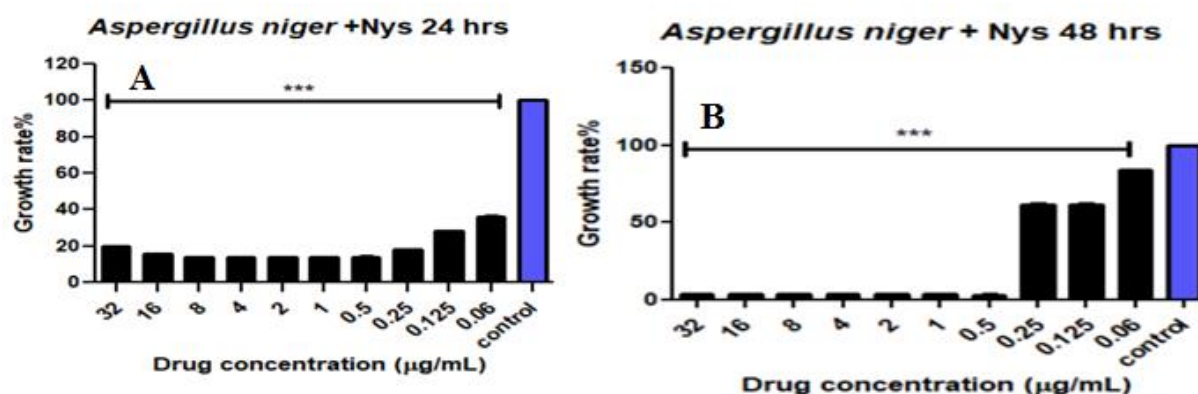 Aspergillus niger +Nys 24 hrs
A
***
120
100
80
60
40
20
0
Growth rate%
32 16 8 4 2 1 0.5 0.25 0.125 0.06 control
Drug concentration (µg/mL)
Aspergillus niger + Nys 48 hrs
B
***
150
100
50
0
Growth rate%
32 16 8 4 2 1 0.5 0.25 0.125 0.06 control
Drug concentration (µg/mL)